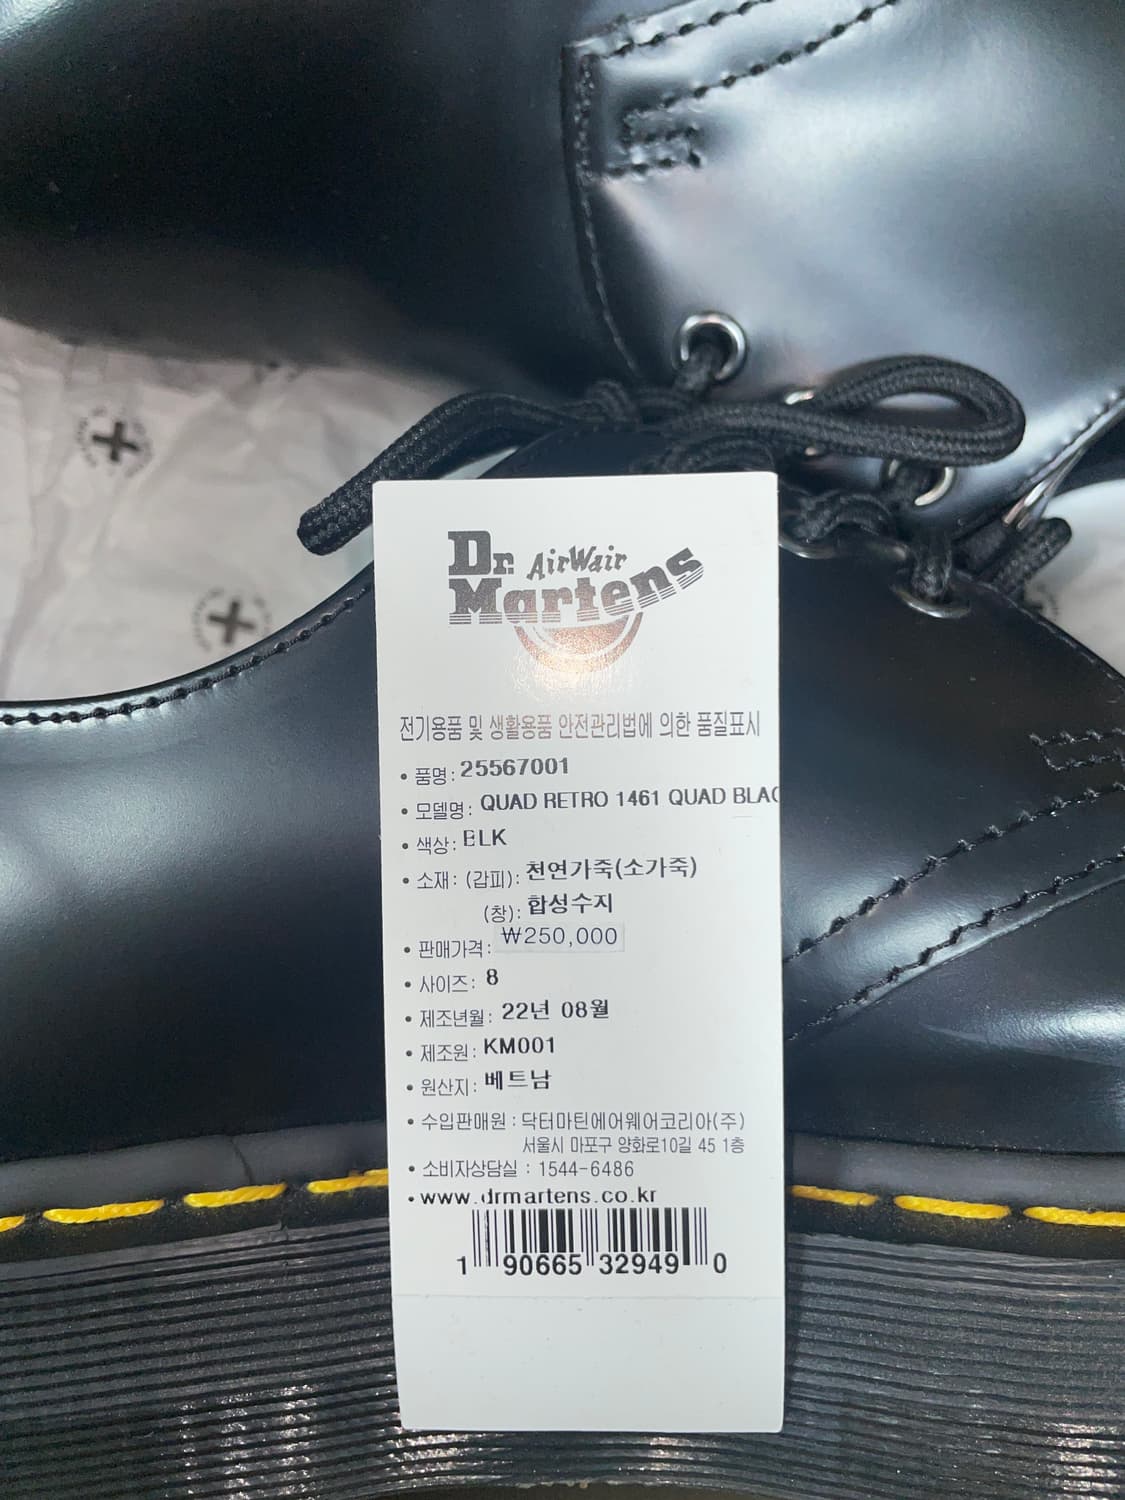 Dr. AirWair
Martens
전기용품 및 생활용품 안전관리법에 의한 품질표시
• 품명: 25567001
• 모델명: QUAD RETRO 1461 QUAD BLAC
• 색상: BLK
• 소재: (갑피): 천연가죽(소가죽)
(창): 합성수지
• 판매가격: ₩250,000
• 사이즈: 8
• 제조년월: 22년 08월
• 제조원: KM001
• 원산지: 베트남
• 수입판매원 : 닥터마틴에어웨어코리아(주)
서울시 마포구 양화로10길 45 1층
• 소비자상담실 : 1544-6486
• www.drmartens.co.kr
1 90665 32949 0